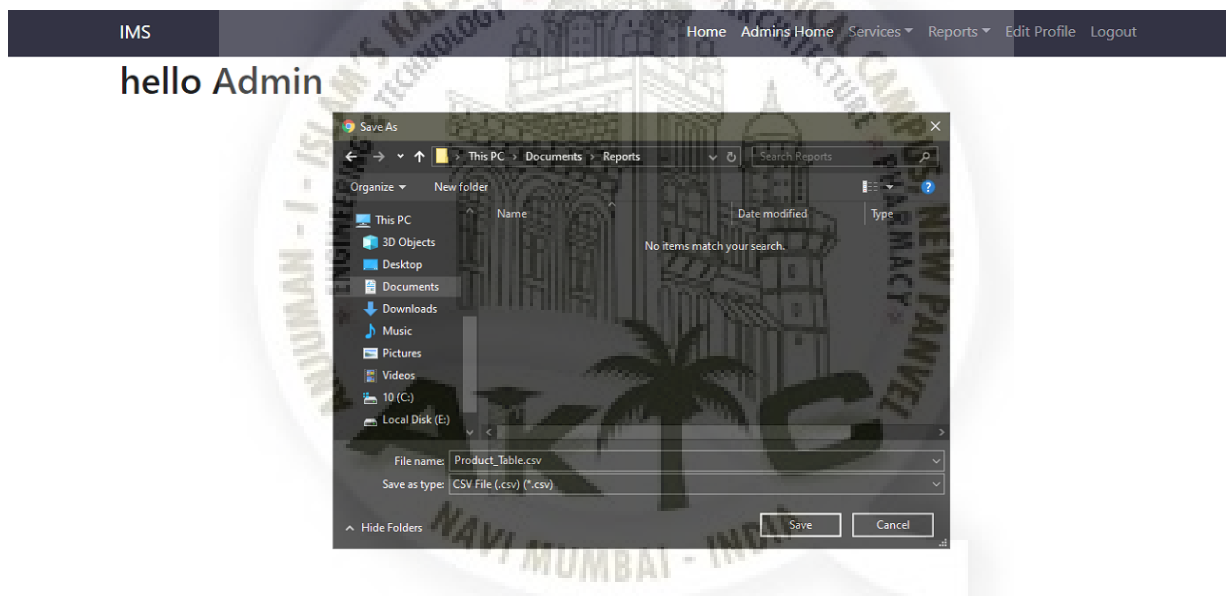 IMS Home Admins Home Services Reports Edit Profile Logout
hello Admin
Save As
This PC > Documents > Reports Search Reports
Organize New folder
Name Date modified Type
No items match your search.
This PC
3D Objects
Desktop
Documents
Downloads
Music
Pictures
Videos
10 (C:)
Local Disk (E:)
File name: Product_Table.csv
Save as type: CSV File (.csv) (*.csv)
Hide Folders Save Cancel
AKTC
NAVI MUMBAI - INDIA